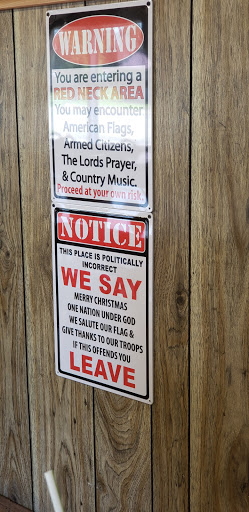 WARNING
You are entering a
RED NECK AREA
You may encounter
American Flags,
Armed Citizens,
The Lords Prayer,
& Country Music.
Proceed at your own risk.
NOTICE
THIS PLACE IS POLITICALLY
INCORRECT
WE SAY
MERRY CHRISTMAS
ONE NATION UNDER GOD
WE SALUTE OUR FLAG &
GIVE THANKS TO OUR TROOPS
IF THIS OFFENDS YOU
LEAVE